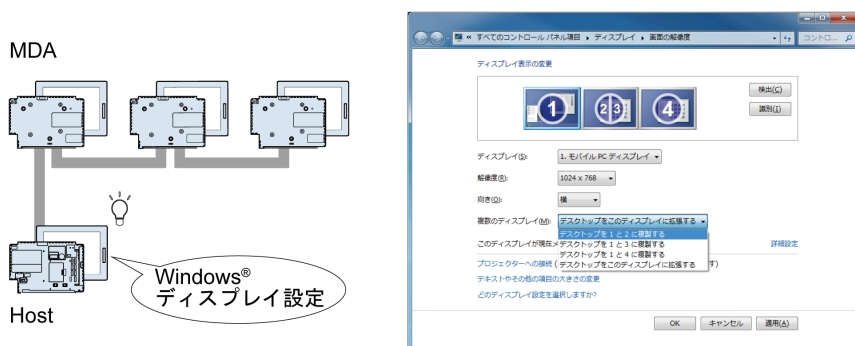 MDA
Host
Windows®
ディスプレイ設定
すべてのコントロール パネル項目
ディスプレイ
画面の解像度
コントロ...
ディスプレイ表示の変更
1
2|3
4
検出(C)
識別(I)
ディスプレイ(S):
1. モバイル PC ディスプレイ
解像度(R):
1024 x 768
向き(O):
横
複数のディスプレイ(M):
デスクトップをこのディスプレイに拡張する
デスクトップを 1 と 2 に複製する
このディスプレイが現在メ
デスクトップを 1 と 3 に複製する
詳細設定
デスクトップを 1 と 4 に複製する
プロジェクターへの接続 (
デスクトップをこのディスプレイに拡張する
す)
テキストやその他の項目の大きさの変更
どのディスプレイ設定を選択しますか?
OK
キャンセル
適用(A)